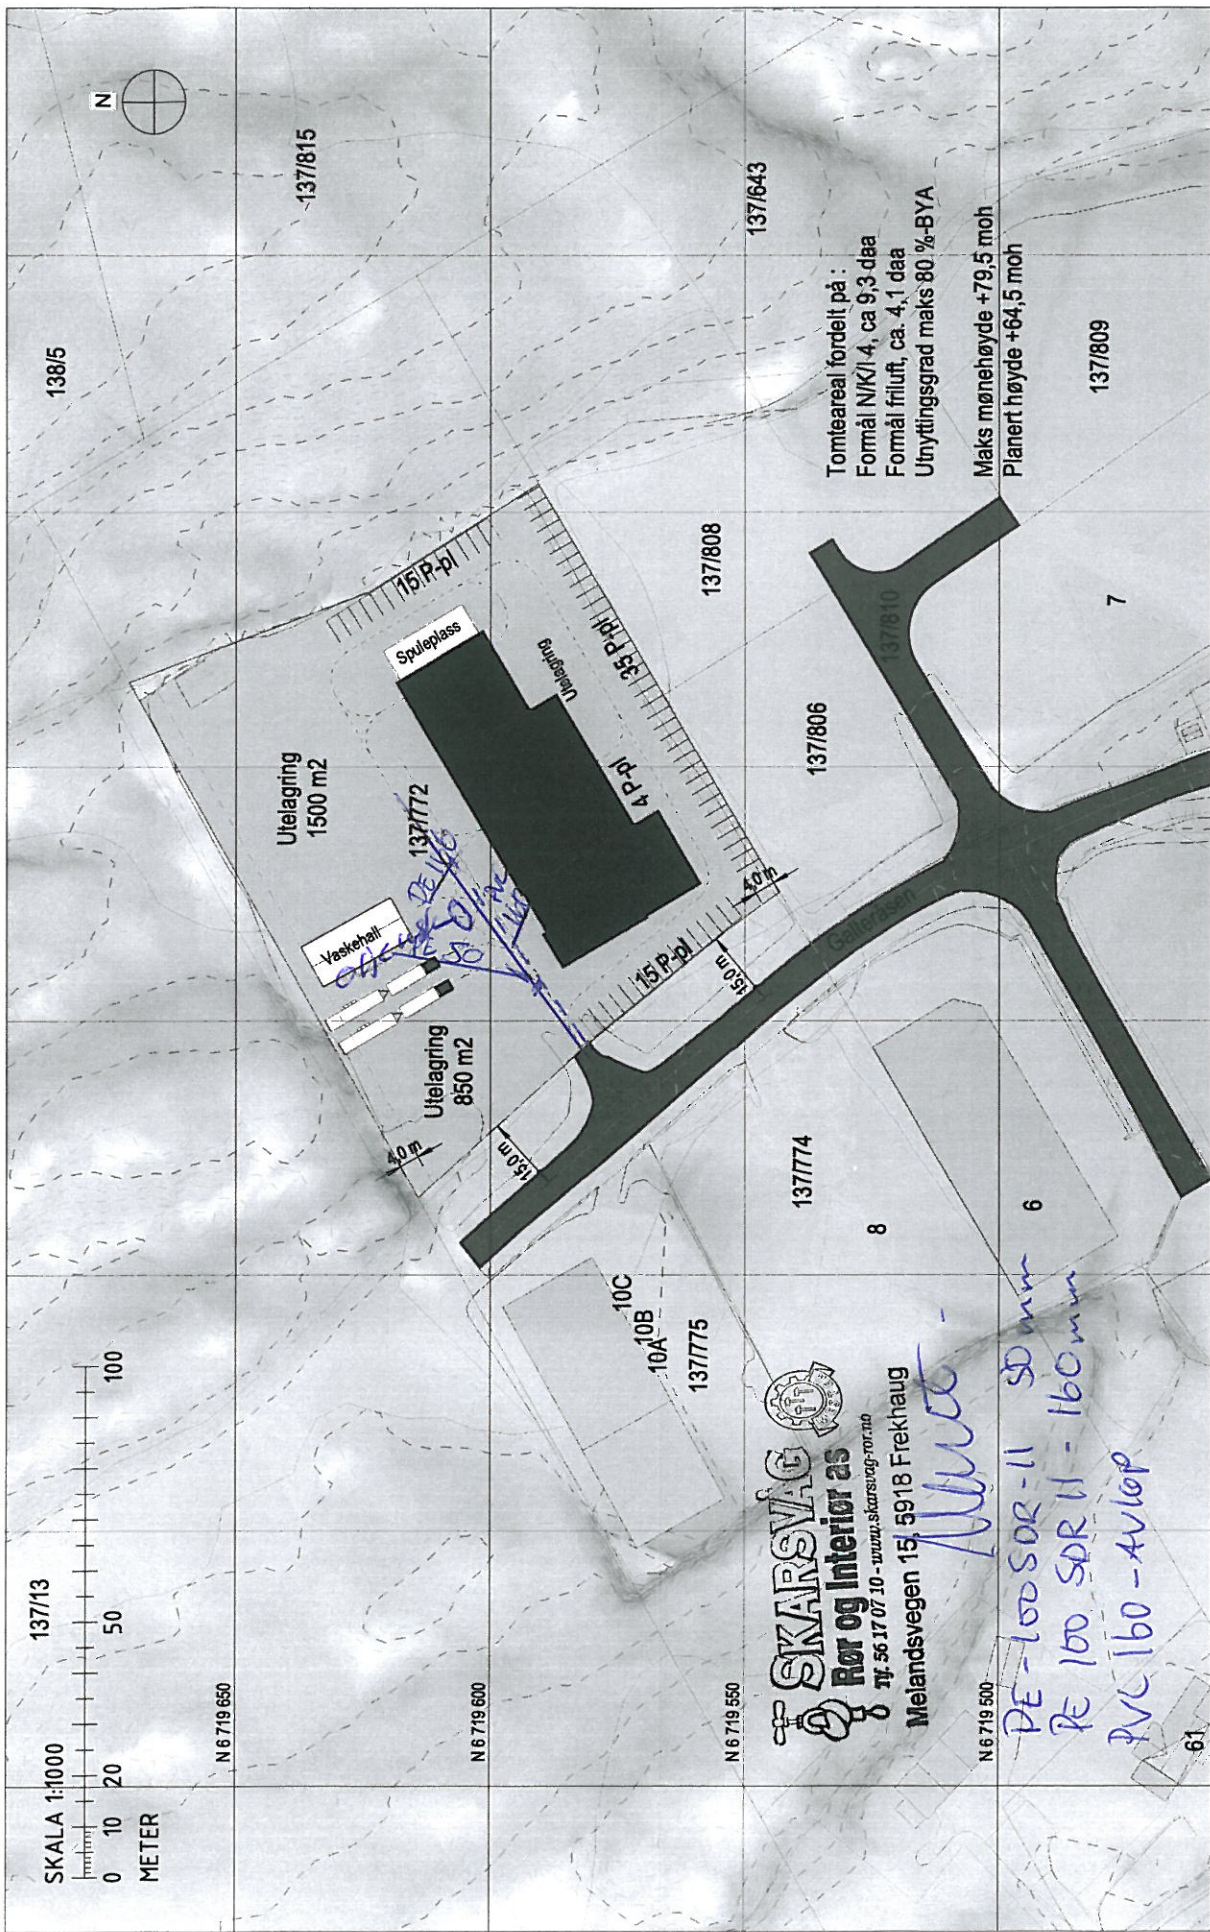 SKALA 1:1000
0 10 20 50 100
METER
137/13
138/5
N
137/815
137/643
N 6 719 650
N 6 719 600
N 6 719 550
N 6 719 500
Utelagring
1500 m2
137/772
Vaskehall
Utelagring
850 m2
Spuleplass
15 P-pl
35 P-pl
Utelagring
4 P-pl
15 P-pl
4,0 m
4,0 m
15,0 m
15,0 m
DE 160
50
PVC
160
137/808
137/806
137/810
Galleråsen
137/809
7
Tomteareal fordelt på :
Formål N/K/I-4, ca 9,3 daa
Formål friluft, ca. 4,1 daa
Utnyttingsgrad maks 80 %-BYA
Maks mønehøyde +79,5 moh
Planert høyde +64,5 moh
10C
10B
10A
137/775
137/774
8
6
61
SKARSVÅG
Rør og Interiør as
Tlf. 56 17 07 10 - www.skarsvag-ror.no
Melandsvegen 15, 5918 Frekhaug
PE - 100 SDR - 11 50 mm
PE 100 SDR 11 - 160 mm
PVC 160 - AVLØP